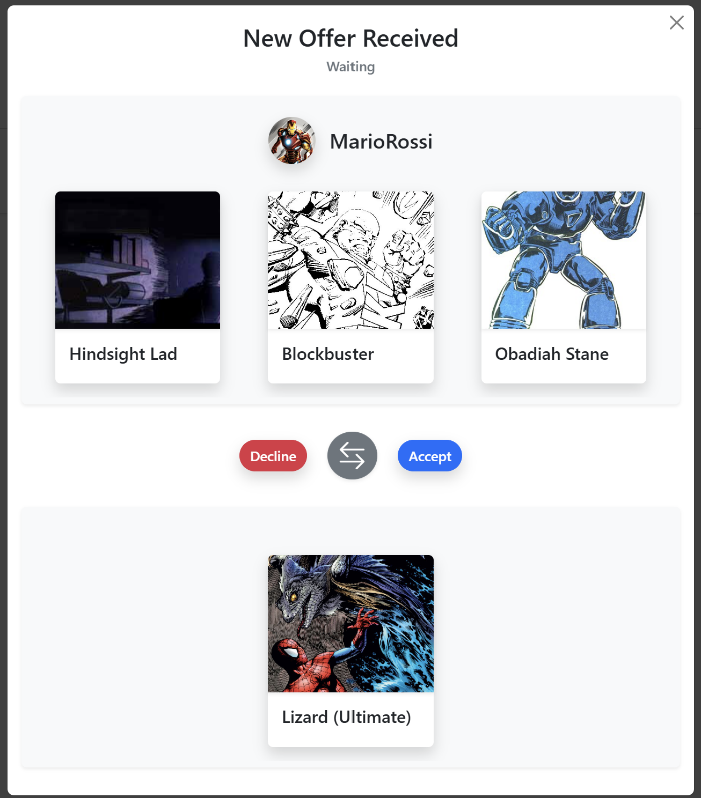 New Offer Received
Waiting
MarioRossi
Hindsight Lad
Blockbuster
Obadiah Stane
Decline
Accept
Lizard (Ultimate)